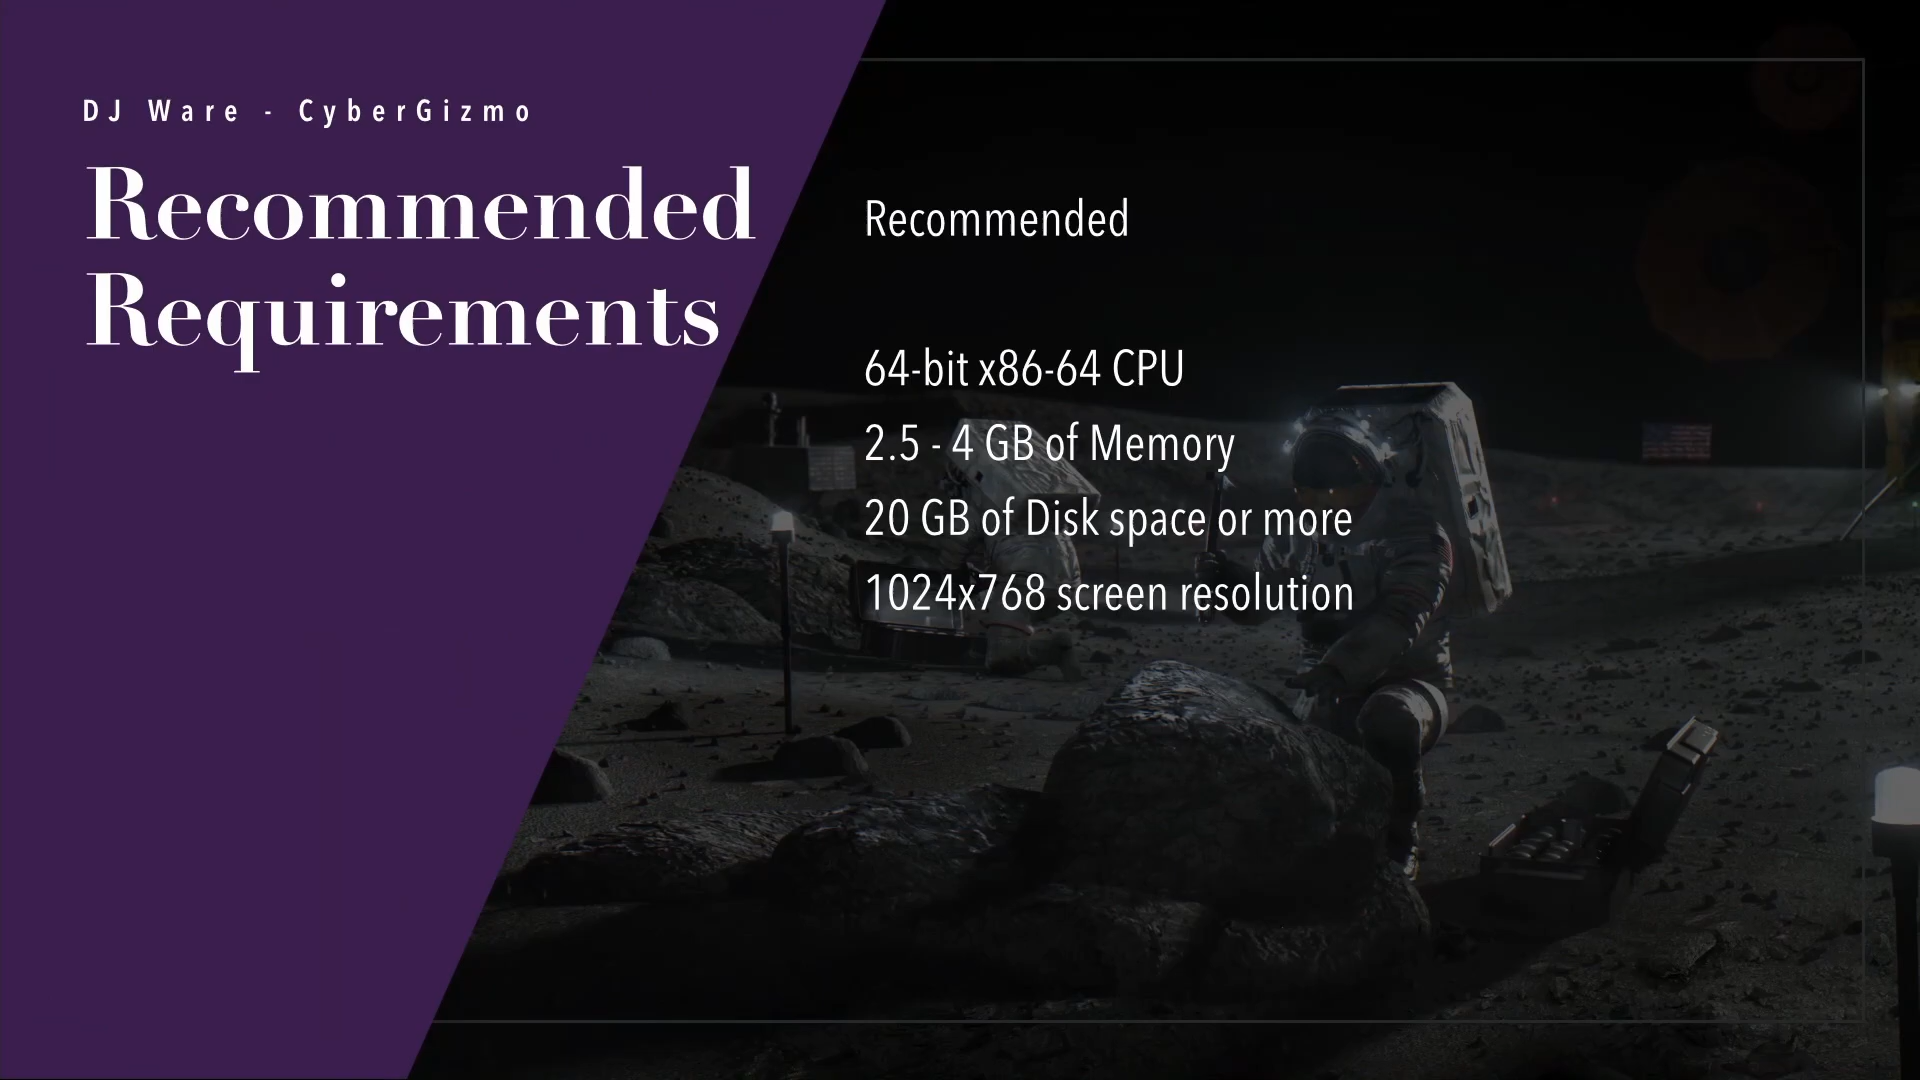 DJ Ware - CyberGizmo
Recommended
Requirements
Recommended
64-bit x86-64 CPU
2.5 - 4 GB of Memory
20 GB of Disk space or more
1024x768 screen resolution